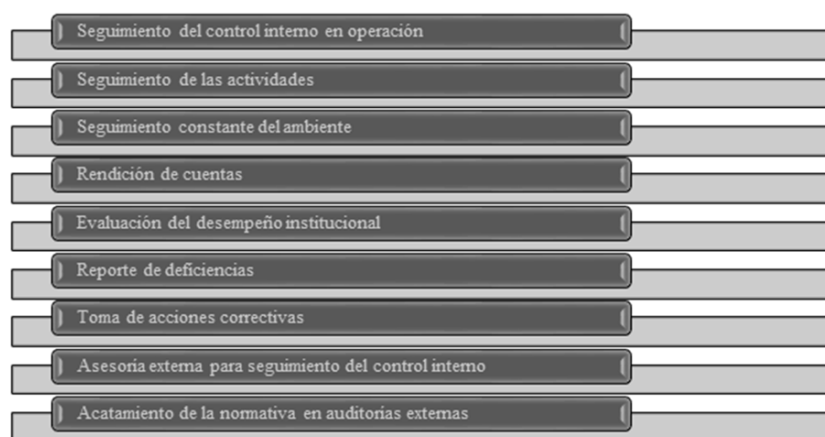 Seguimiento del control interno en operación
Seguimiento de las actividades
Seguimiento constante del ambiente
Rendición de cuentas
Evaluación del desempeño institucional
Reporte de deficiencias
Toma de acciones correctivas
Asesoría externa para seguimiento del control interno
Acatamiento de la normativa en auditorias externas